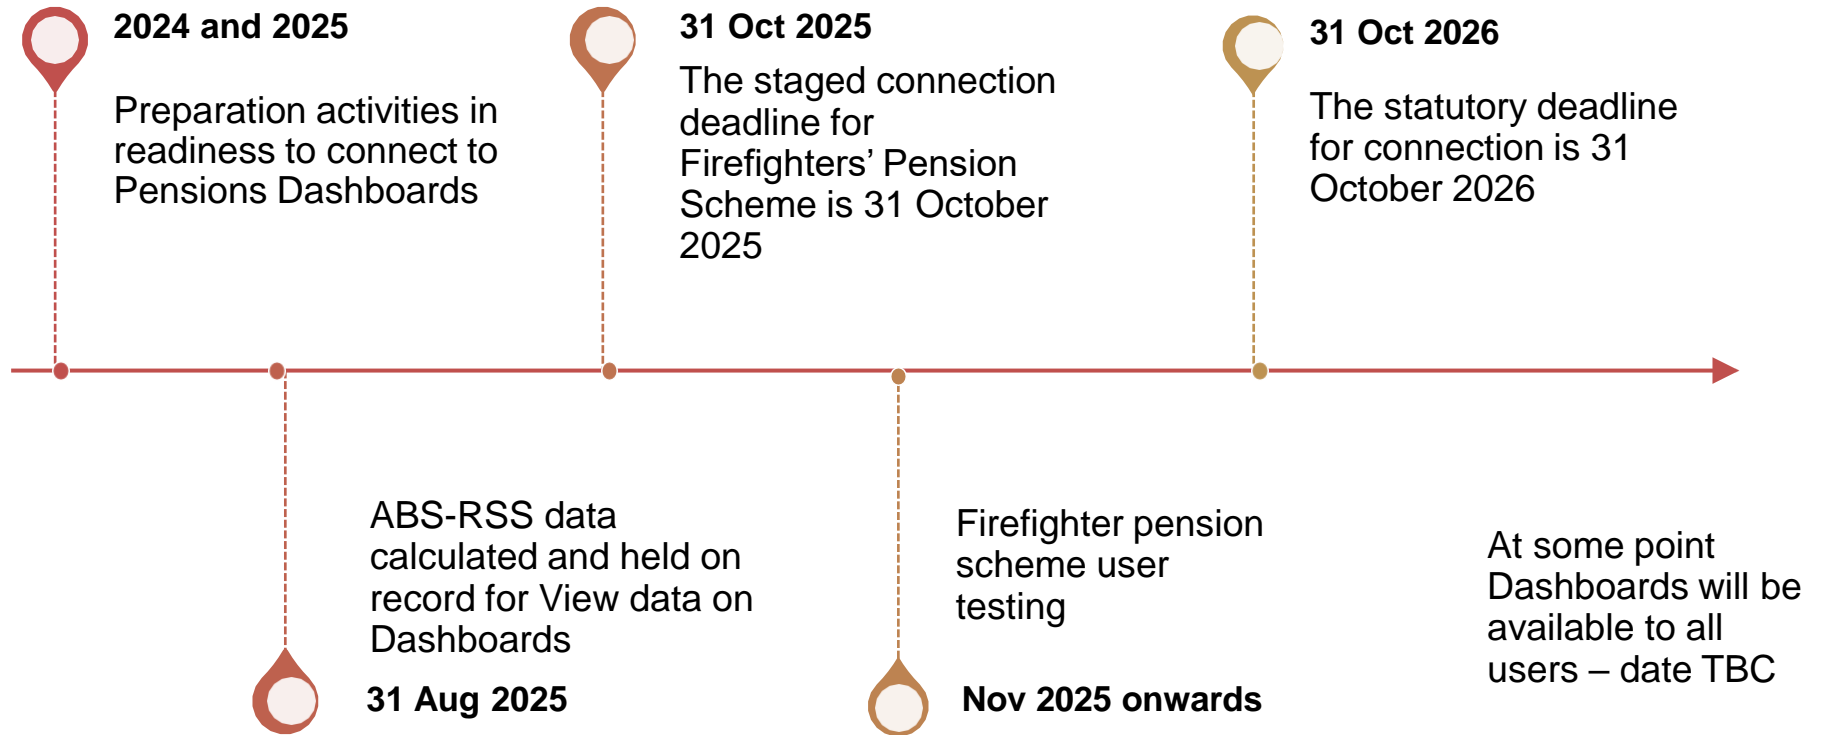 2024 and 2025
Preparation activities in
readiness to connect to
Pensions Dashboards
31 Oct 2025
The staged connection
deadline for
Firefighters’ Pension
Scheme is 31 October
2025
31 Oct 2026
The statutory deadline
for connection is 31
October 2026
ABS-RSS data
calculated and held on
record for View data on
Dashboards
31 Aug 2025
Firefighter pension
scheme user
testing
Nov 2025 onwards
At some point
Dashboards will be
available to all
users – date TBC